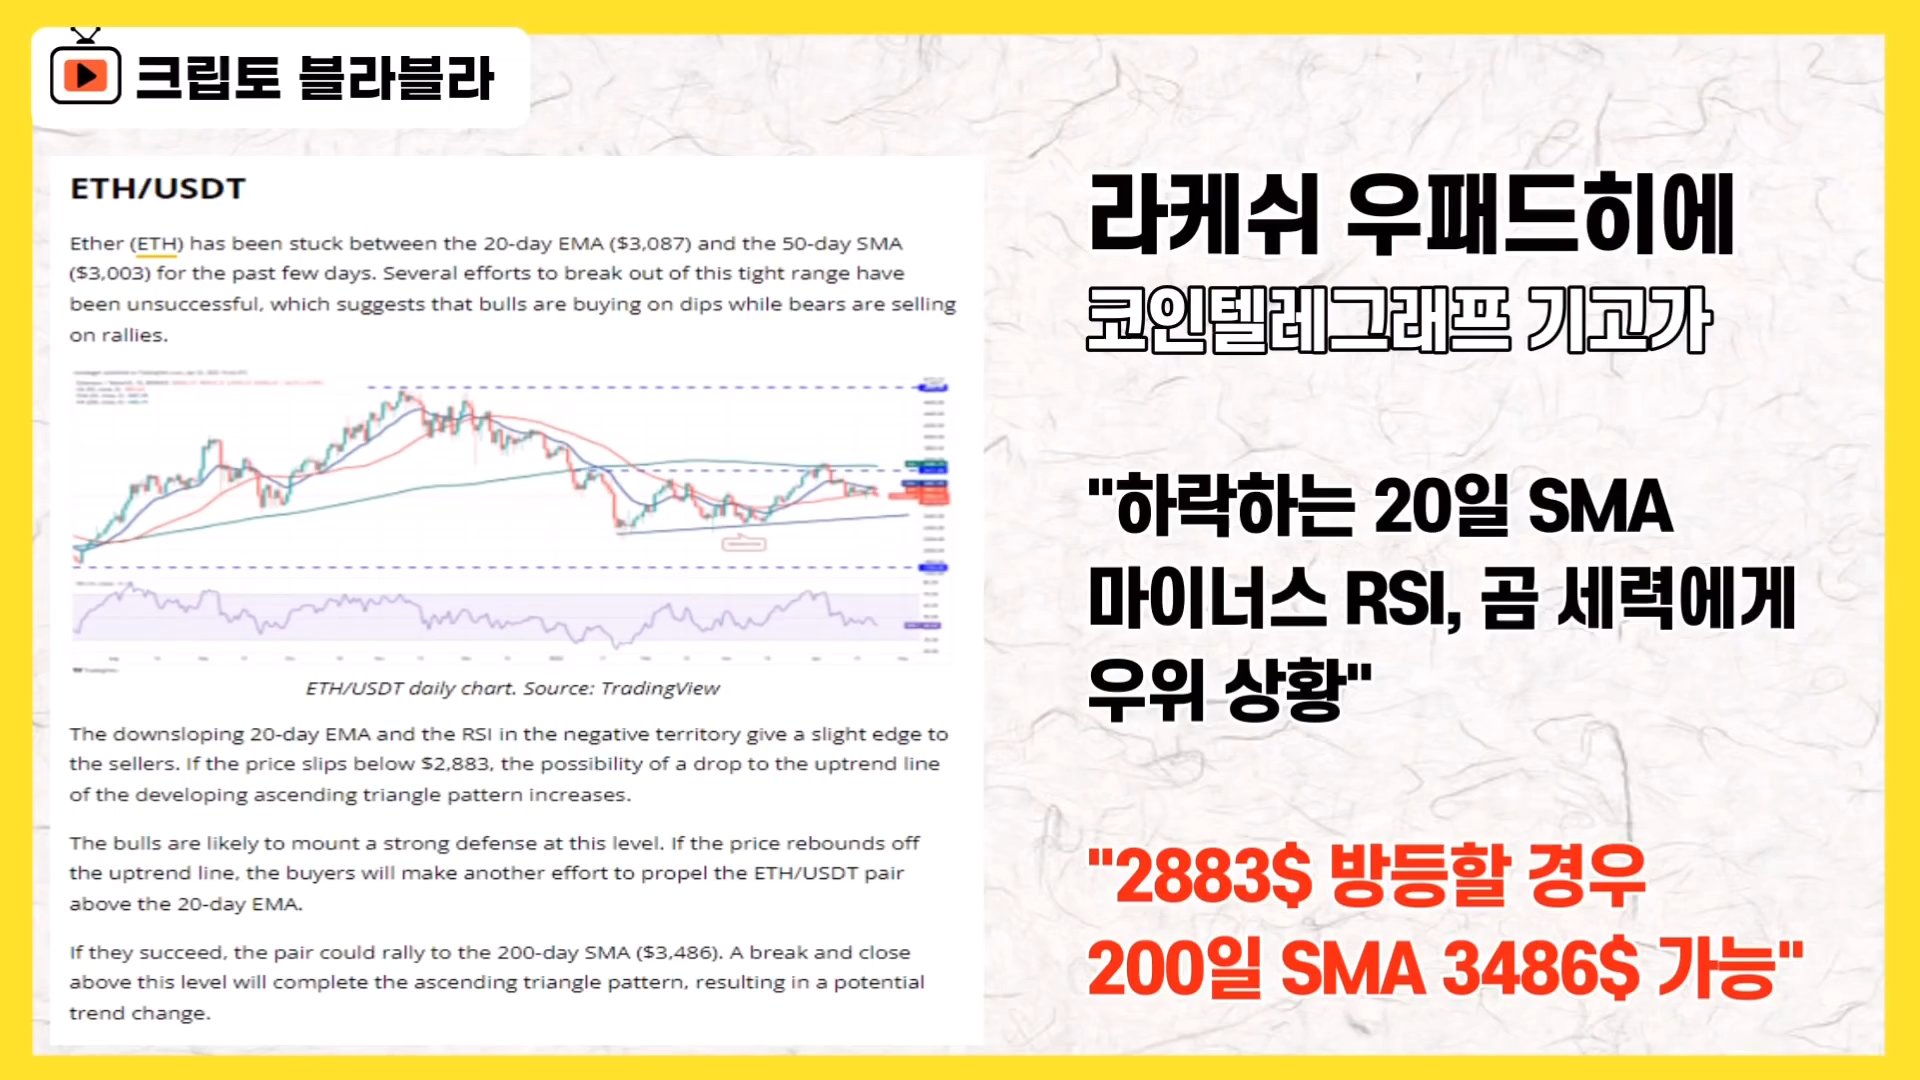 크립토 블라블라
ETH/USDT
Ether (ETH) has been stuck between the 20-day EMA ($3,087) and the 50-day SMA
($3,003) for the past few days. Several efforts to break out of this tight range have
been unsuccessful, which suggests that bulls are buying on dips while bears are selling
on rallies.
ETH/USDT daily chart. Source: TradingView
The downsloping 20-day EMA and the RSI in the negative territory give a slight edge to
the sellers. If the price slips below $2,883, the possibility of a drop to the uptrend line
of the developing ascending triangle pattern increases.
The bulls are likely to mount a strong defense at this level. If the price rebounds off
the uptrend line, the buyers will make another effort to propel the ETH/USDT pair
above the 20-day EMA.
If they succeed, the pair could rally to the 200-day SMA ($3,486). A break and close
above this level will complete the ascending triangle pattern, resulting in a potential
trend change.
라케쉬 우패드히에
코인텔레그래프 기고가
"하락하는 20일 SMA
마이너스 RSI, 곰 세력에게
우위 상황"
"2883$ 방등할 경우
200일 SMA 3486$ 가능"